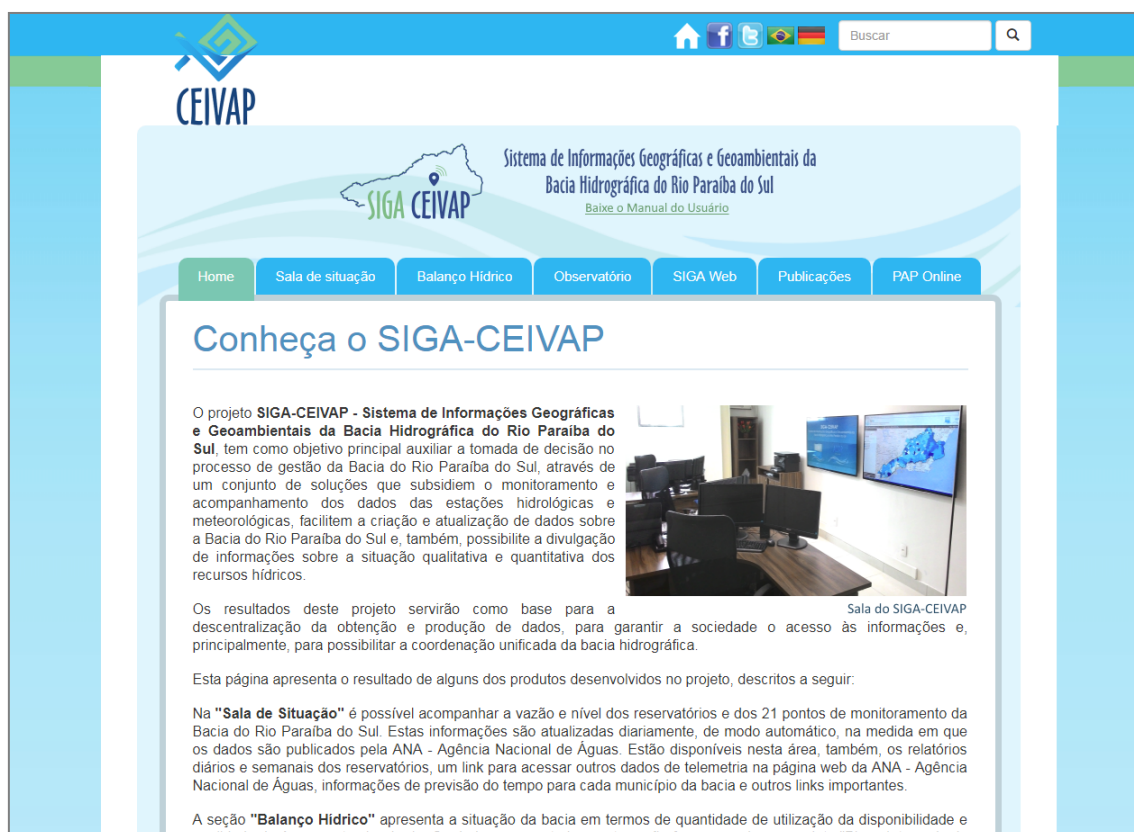 Buscar
CEIVAP
SIGA CEIVAP
Sistema de Informações Geográficas e Geoambientais da
Bacia Hidrográfica do Rio Paraíba do Sul
Baixe o Manual do Usuário
Home
Sala de situação
Balanço Hídrico
Observatório
SIGA Web
Publicações
PAP Online
Conheça o SIGA-CEIVAP
O projeto SIGA-CEIVAP - Sistema de Informações Geográficas
e Geoambientais da Bacia Hidrográfica do Rio Paraíba do
Sul, tem como objetivo principal auxiliar a tomada de decisão no
processo de gestão da Bacia do Rio Paraíba do Sul, através de
um conjunto de soluções que subsidiem o monitoramento e
acompanhamento dos dados das estações hidrológicas e
meteorológicas, facilitem a criação e atualização de dados sobre
a Bacia do Rio Paraíba do Sul e, também, possibilite a divulgação
de informações sobre a situação qualitativa e quantitativa dos
recursos hídricos.
Sala do SIGA-CEIVAP
Os resultados deste projeto servirão como base para a
descentralização da obtenção e produção de dados, para garantir a sociedade o acesso às informações e,
principalmente, para possibilitar a coordenação unificada da bacia hidrográfica.
Esta página apresenta o resultado de alguns dos produtos desenvolvidos no projeto, descritos a seguir:
Na "Sala de Situação" é possível acompanhar a vazão e nível dos reservatórios e dos 21 pontos de monitoramento da
Bacia do Rio Paraíba do Sul. Estas informações são atualizadas diariamente, de modo automático, na medida em que
os dados são publicados pela ANA - Agência Nacional de Águas. Estão disponíveis nesta área, também, os relatórios
diários e semanais dos reservatórios, um link para acessar outros dados de telemetria na página web da ANA - Agência
Nacional de Águas, informações de previsão do tempo para cada município da bacia e outros links importantes.
A seção "Balanço Hídrico" apresenta a situação da bacia em termos de quantidade de utilização da disponibilidade e